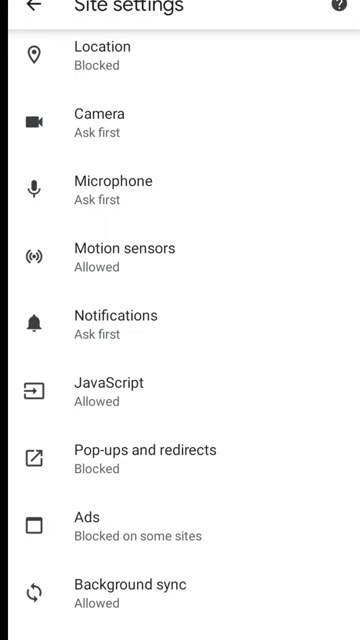 Site settings
Location
Blocked
Camera
Ask first
Microphone
Ask first
Motion sensors
Allowed
Notifications
Ask first
JavaScript
Allowed
Pop-ups and redirects
Blocked
Ads
Blocked on some sites
Background sync
Allowed